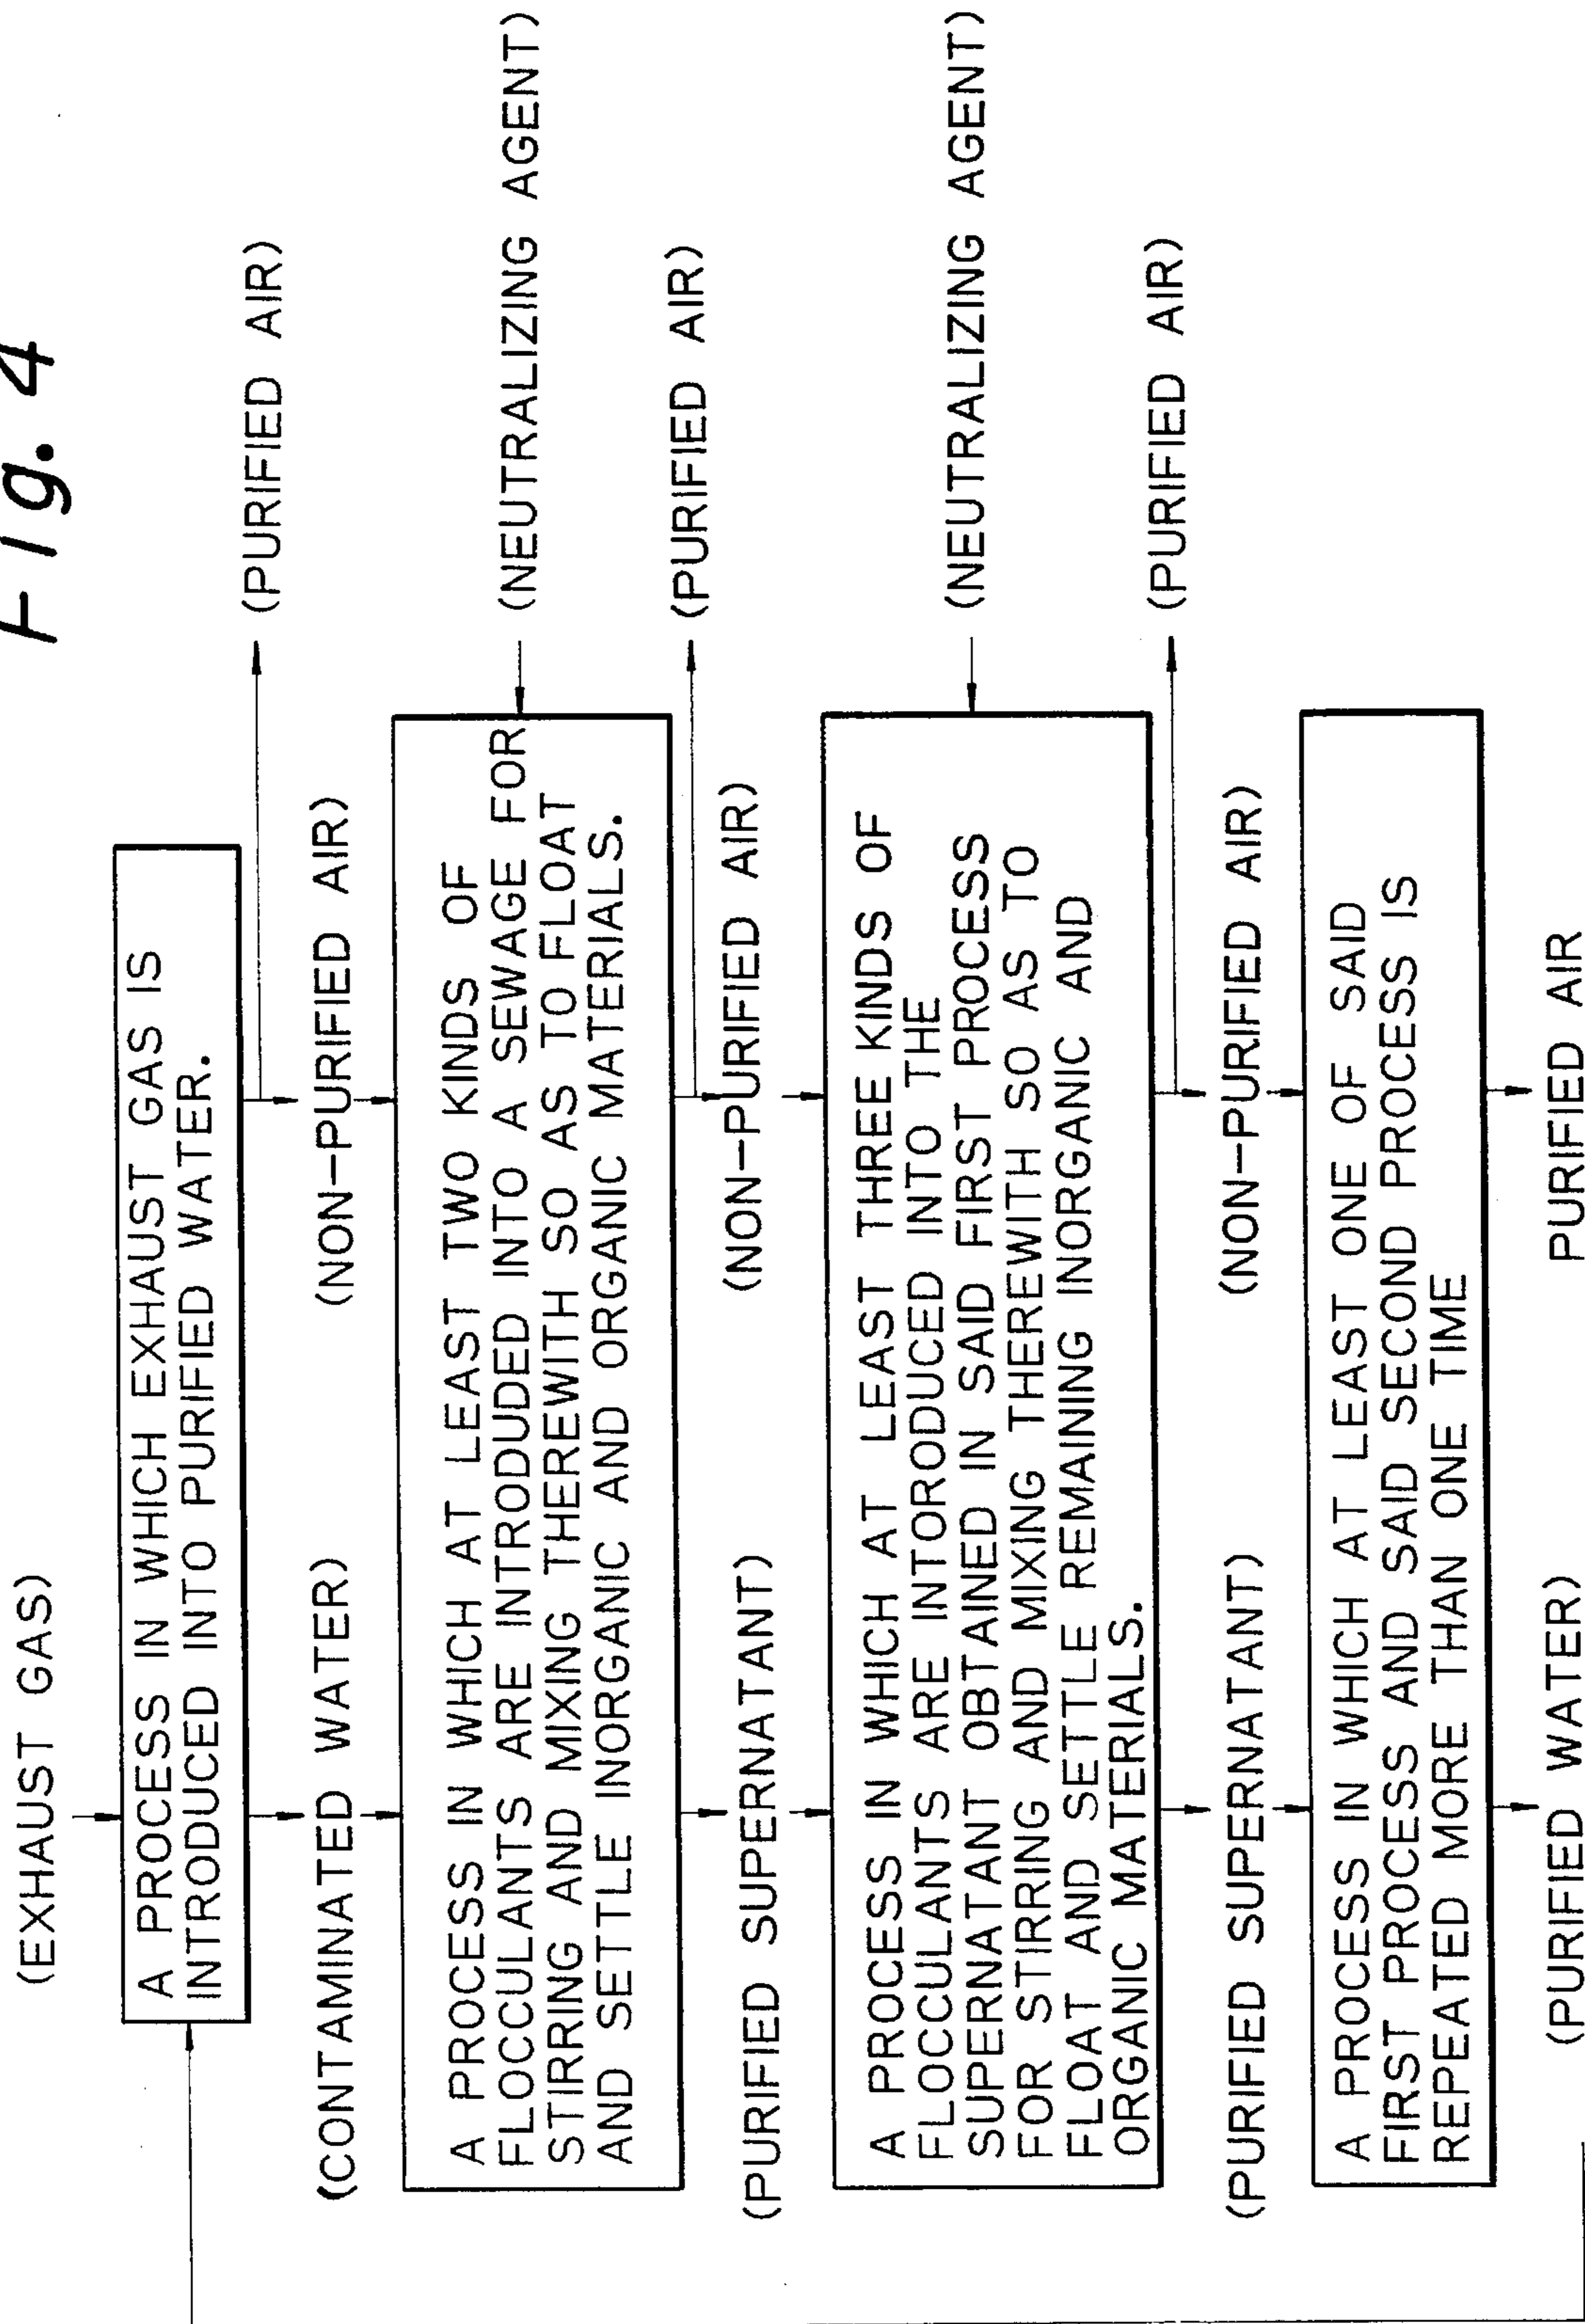 Fig. 4
(EXHAUST GAS)
A PROCESS IN WHICH EXHAUST GAS IS
INTRODUCED INTO PURIFIED WATER.
(PURIFIED AIR)
(CONTAMINATED WATER)
(NON-PURIFIED AIR)
A PROCESS IN WHICH AT LEAST TWO KINDS OF
FLOCCULANTS ARE INTRODUDED INTO A SEWAGE FOR
STIRRING AND MIXING THEREWITH SO AS TO FLOAT
AND SETTLE INORGANIC AND ORGANIC MATERIALS.
(NEUTRALIZING AGENT)
(PURIFIED AIR)
(PURIFIED SUPERNATANT)
(NON-PURIFIED AIR)
A PROCESS IN WHICH AT LEAST THREE KINDS OF
FLOCCULANTS ARE INTORODUCED INTO THE
SUPERNATANT OBTAINED IN SAID FIRST PROCESS
FOR STIRRING AND MIXING THEREWITH SO AS TO
FLOAT AND SETTLE REMAINING INORGANIC AND
ORGANIC MATERIALS.
(NEUTRALIZING AGENT)
(PURIFIED AIR)
(PURIFIED SUPERNATANT)
(NON-PURIFIED AIR)
A PROCESS IN WHICH AT LEAST ONE OF SAID
FIRST PROCESS AND SAID SECOND PROCESS IS
REPEATED MORE THAN ONE TIME
(PURIFIED WATER)
PURIFIED AIR